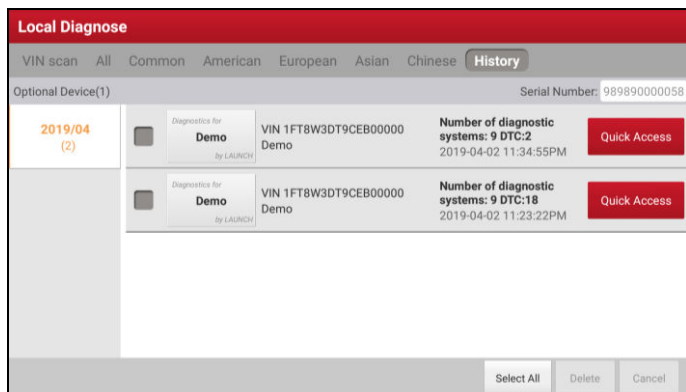 Local Diagnose
VIN scan All Common American European Asian Chinese History
Optional Device(1) Serial Number: 989890000058
2019/04
(2)
Diagnostics for
Demo
by LAUNCH
VIN 1FT8W3DT9CEB00000
Demo
Number of diagnostic
systems: 9 DTC:2
2019-04-02 11:34:55PM
Quick Access
Diagnostics for
Demo
by LAUNCH
VIN 1FT8W3DT9CEB00000
Demo
Number of diagnostic
systems: 9 DTC:18
2019-04-02 11:23:22PM
Quick Access
Select All Delete Cancel